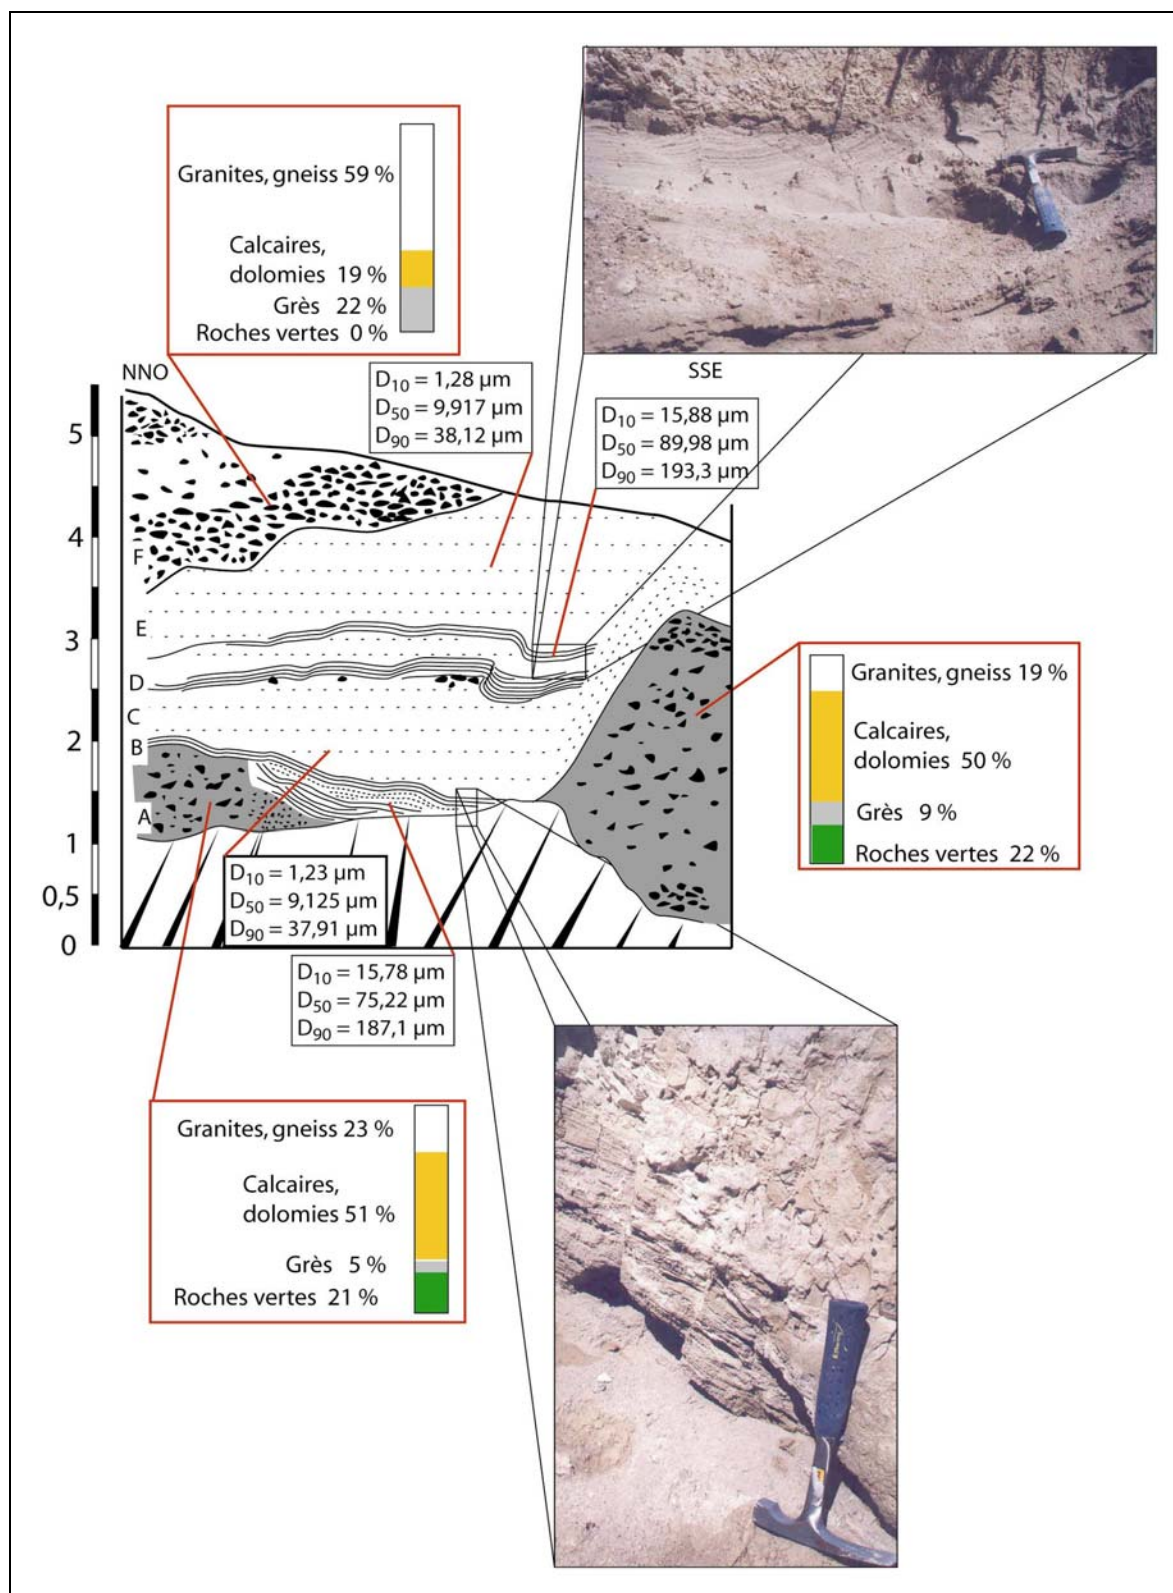 Granites, gneiss 59 %
Calcaires,
dolomies 19 %
Grès 22 %
Roches vertes 0 %
NNO
SSE
D10 = 1,28 µm
D50 = 9,917 µm
D90 = 38,12 µm
D10 = 15,88 µm
D50 = 89,98 µm
D90 = 193,3 µm
5
4
3
2
1
0,5
0
F
E
D
C
B
A
Granites, gneiss 19 %
Calcaires,
dolomies 50 %
Grès 9 %
Roches vertes 22 %
D10 = 1,23 µm
D50 = 9,125 µm
D90 = 37,91 µm
D10 = 15,78 µm
D50 = 75,22 µm
D90 = 187,1 µm
Granites, gneiss 23 %
Calcaires,
dolomies 51 %
Grès 5 %
Roches vertes 21 %